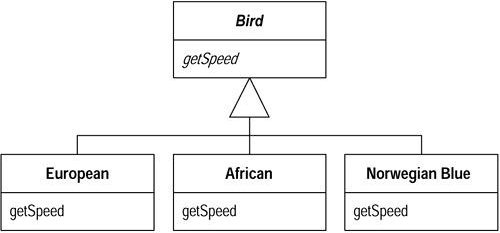 Bird
getSpeed
European
African
Norwegian Blue
getSpeed
getSpeed
getSpeed